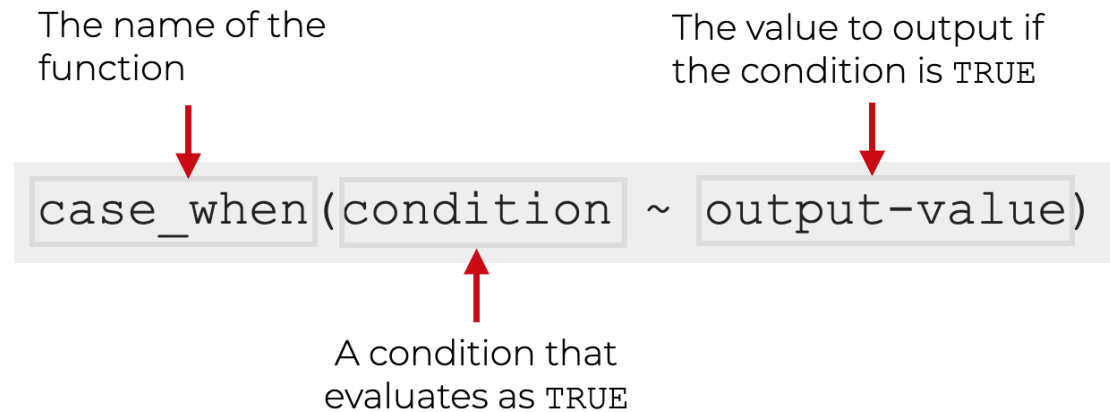 The name of the
function
The value to output if
the condition is TRUE
case_when(condition ~ output-value)
A condition that
evaluates as TRUE